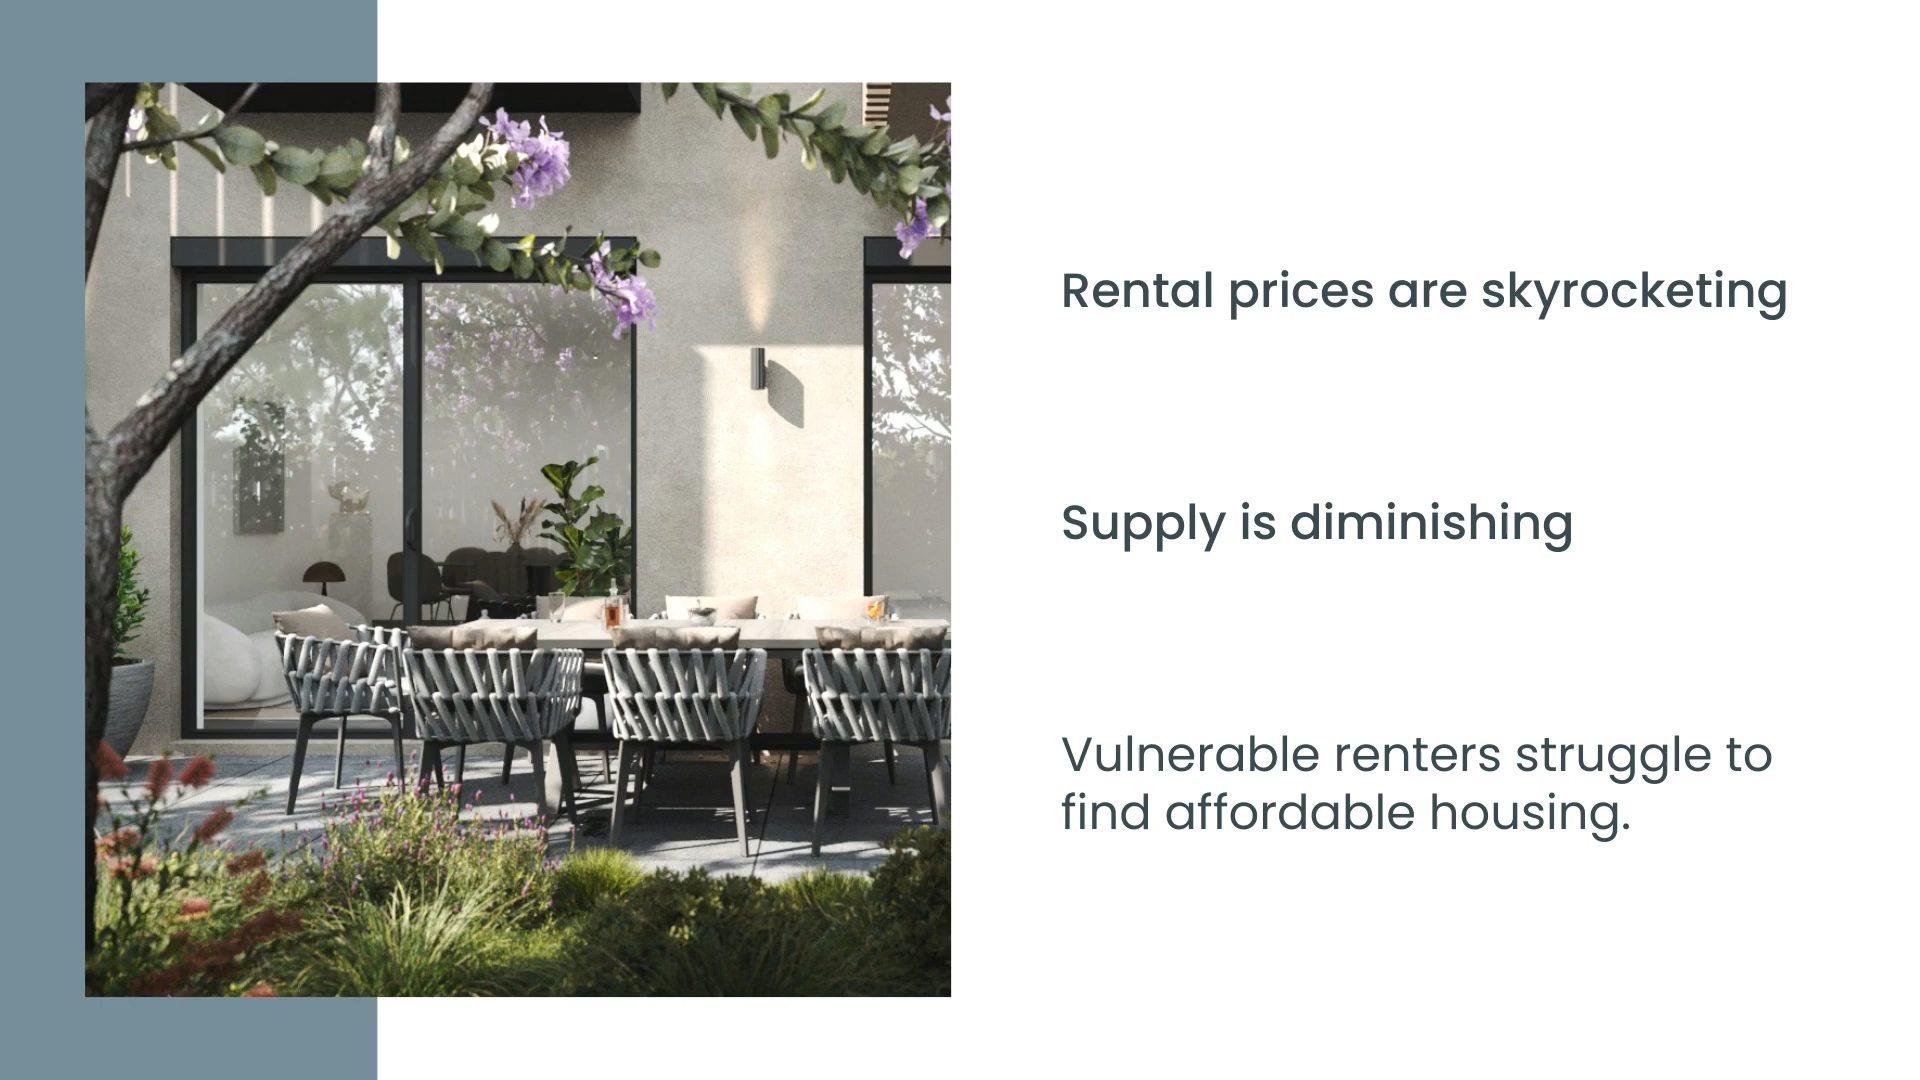 Rental prices are skyrocketing
Supply is diminishing
Vulnerable renters struggle to
find affordable housing.